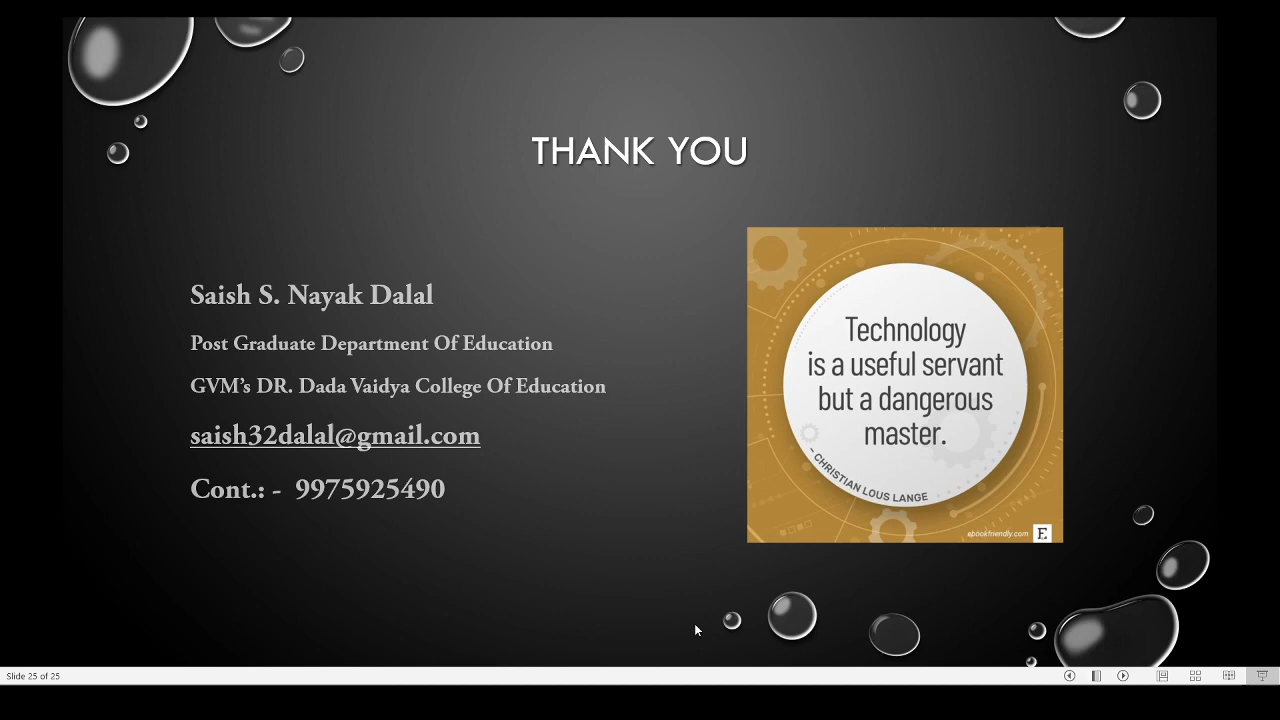 THANK YOU
Saish S. Nayak Dalal
Post Graduate Department Of Education
GVM's DR. Dada Vaidya College Of Education
saish32dalal@gmail.com
Cont.: -  9975925490
Technology
is a useful servant
but a dangerous
master.
- CHRISTIAN LOUS LANGE
ebookfriendly.com E
Slide 25 of 25